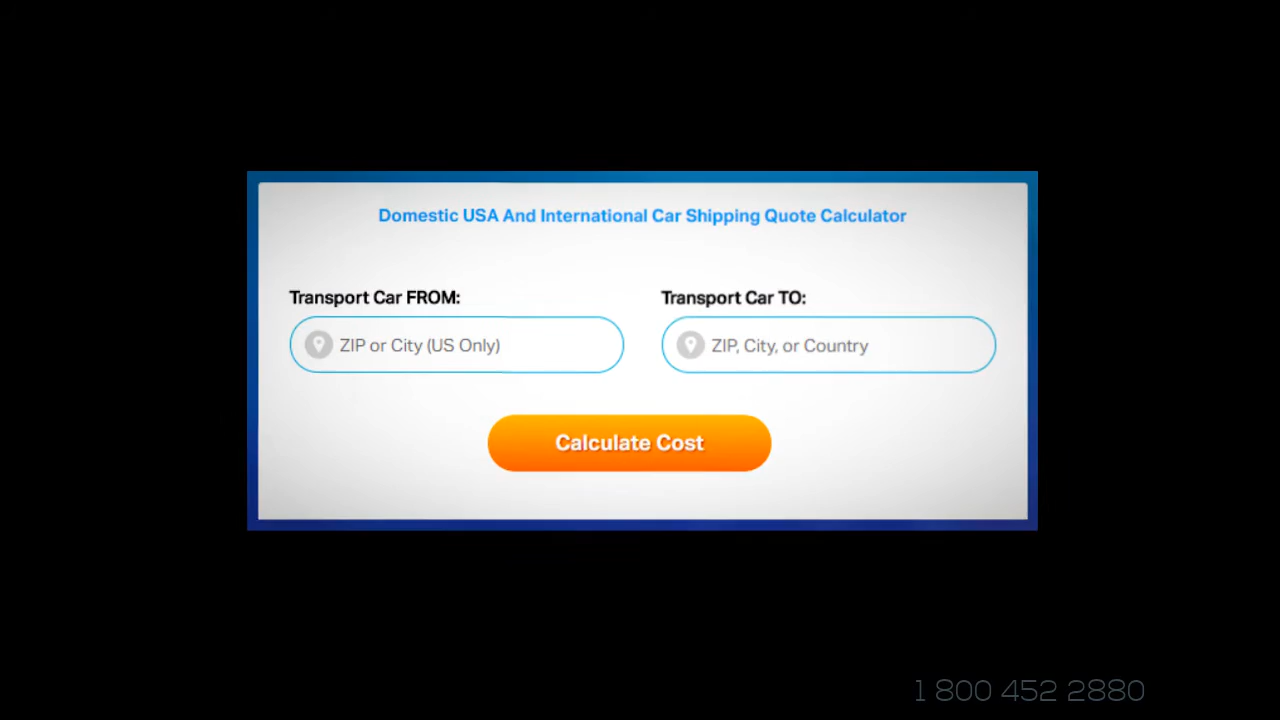 Domestic USA And International Car Shipping Quote Calculator
Transport Car FROM:
Transport Car TO:
ZIP or City (US Only)
ZIP, City, or Country
Calculate Cost
1 800 452 2880